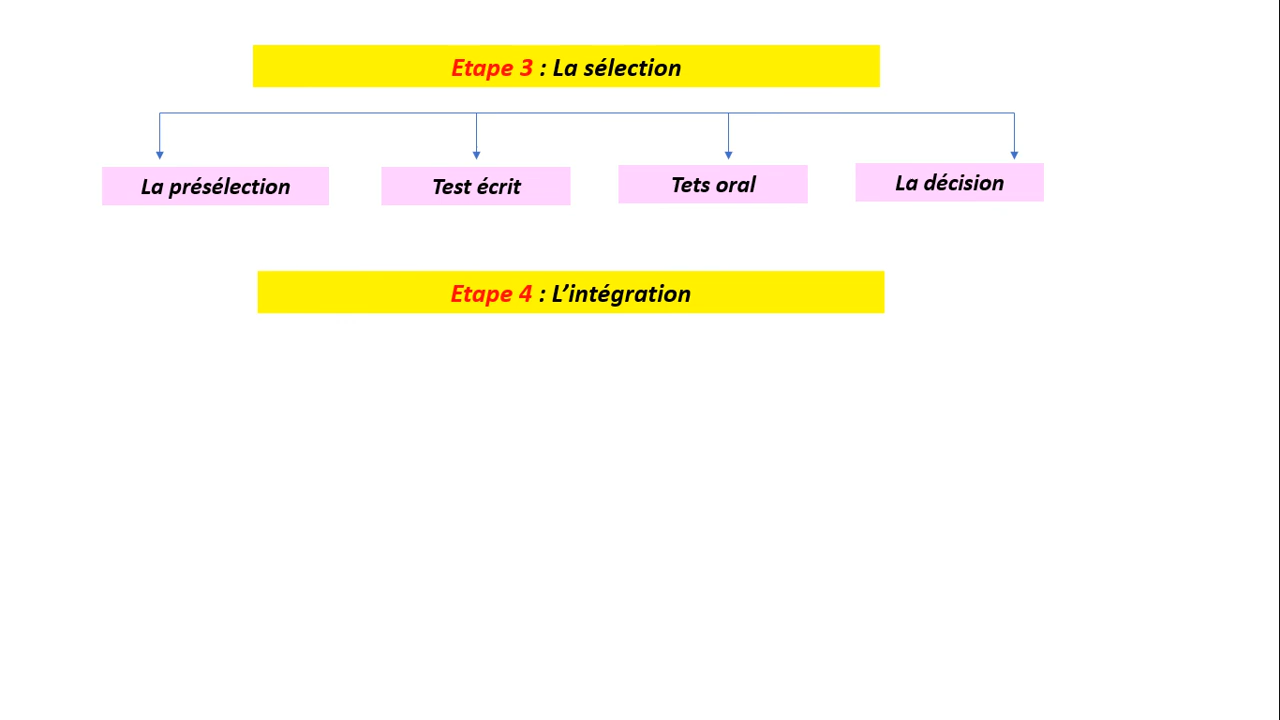 Etape 3 : La sélection
La présélection
Test écrit
Tets oral
La décision
Etape 4 : L’intégration